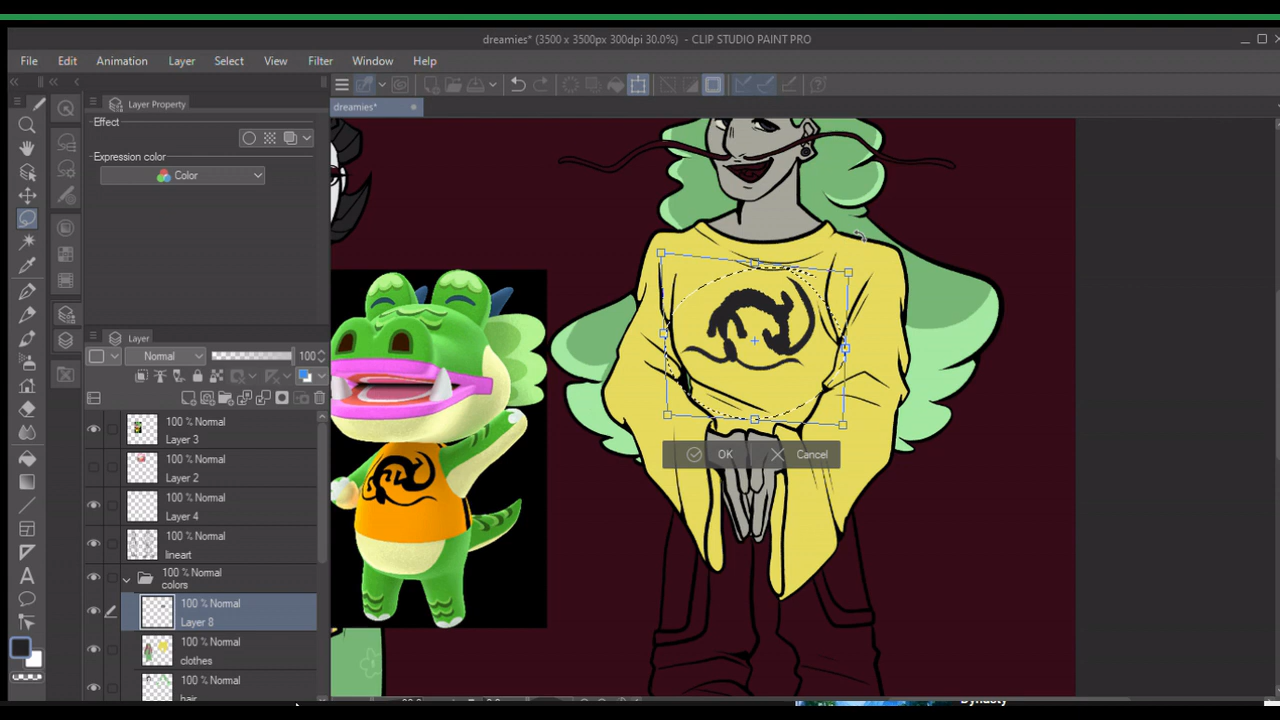 dreamies* (3500 x 3500px 300dpi 30.0%) - CLIP STUDIO PAINT PRO
File Edit Animation Layer Select View Filter Window Help
Layer Property
dreamies*
Effect
Expression color
Color
Layer
Normal 100
100 % Normal
Layer 3
100 % Normal
Layer 2
100 % Normal
Layer 4
100 % Normal
lineart
100 % Normal
colors
100 % Normal
Layer 8
100 % Normal
clothes
100 % Normal
hair
OK Cancel
Dynasty